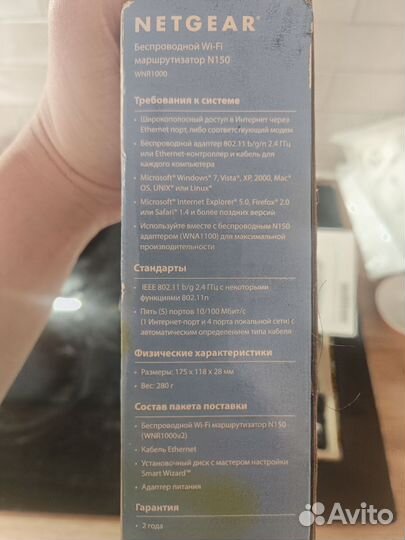 NETGEAR®
Беспроводной Wi-Fi
маршрутизатор N150
WNR1000
Требования к системе
• Широкополосный доступ в Интернет через
Ethernet порт, либо соответствующий модем
• Беспроводной адаптер 802.11 b/g/n 2.4 ГГц
или Ethernet-контроллер и кабель для
каждого компьютера
• Microsoft® Windows® 7, Vista®, XP, 2000, Mac®
OS, UNIX® или Linux®
• Microsoft® Internet Explorer® 5.0, Firefox® 2.0
или Safari® 1.4 и более поздних версий
• Используйте вместе с беспроводным N150
адаптером (WNA1100) для максимальной
производительности
Стандарты
• IEEE 802.11 b/g 2.4 ГГц с некоторыми
функциями 802.11n
• Пять (5) портов 10/100 Мбит/с
(1 Интернет-порт и 4 порта локальной сети) с
автоматическим определением типа кабеля
Физические характеристики
• Размеры: 175 x 118 x 28 мм
• Вес: 280 г
Состав пакета поставки
• Беспроводной Wi-Fi маршрутизатор N150
(WNR1000v2)
• Кабель Ethernet
• Установочный диск с мастером настройки
Smart Wizard™
• Адаптер питания
Гарантия
• 2 года
Avito